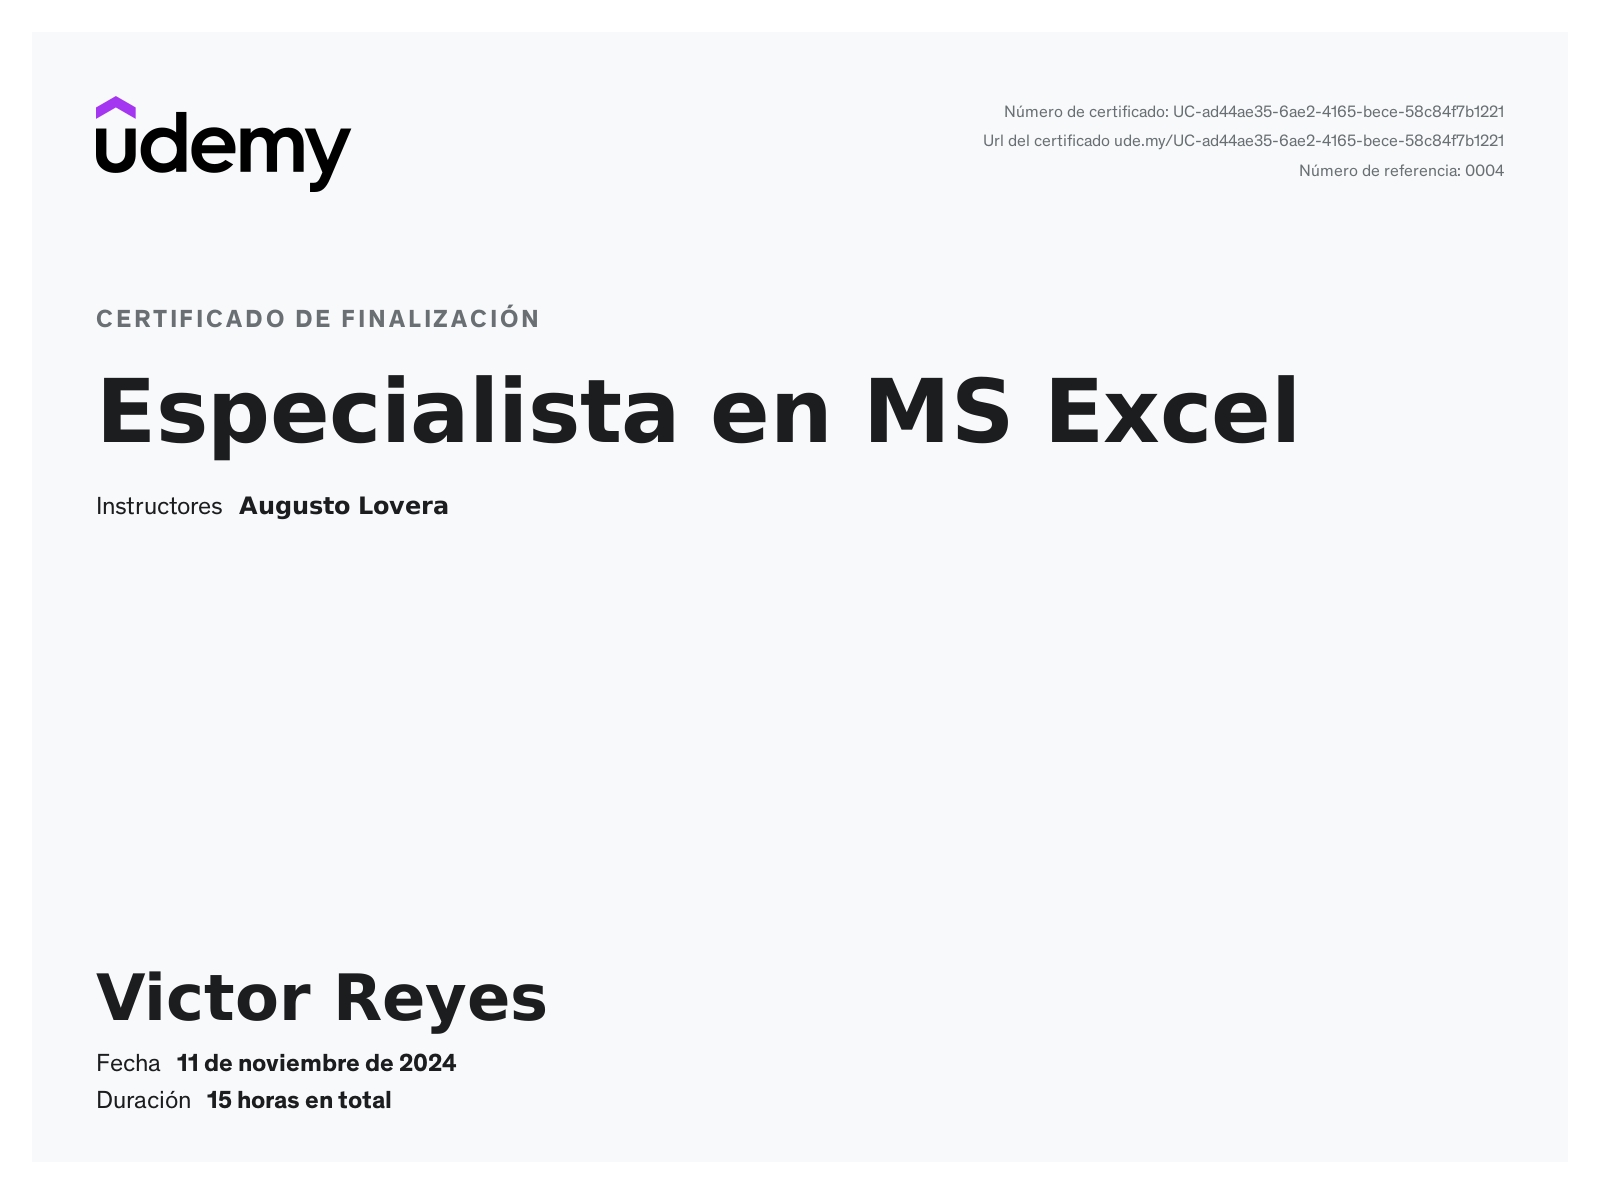 udemy
Número de certificado: UC-ad44ae35-6ae2-4165-bece-58c84f7b1221
Url del certificado ude.my/UC-ad44ae35-6ae2-4165-bece-58c84f7b1221
Número de referencia: 0004
CERTIFICADO DE FINALIZACIÓN
Especialista en MS Excel
Instructores Augusto Lovera
Victor Reyes
Fecha 11 de noviembre de 2024
Duración 15 horas en total